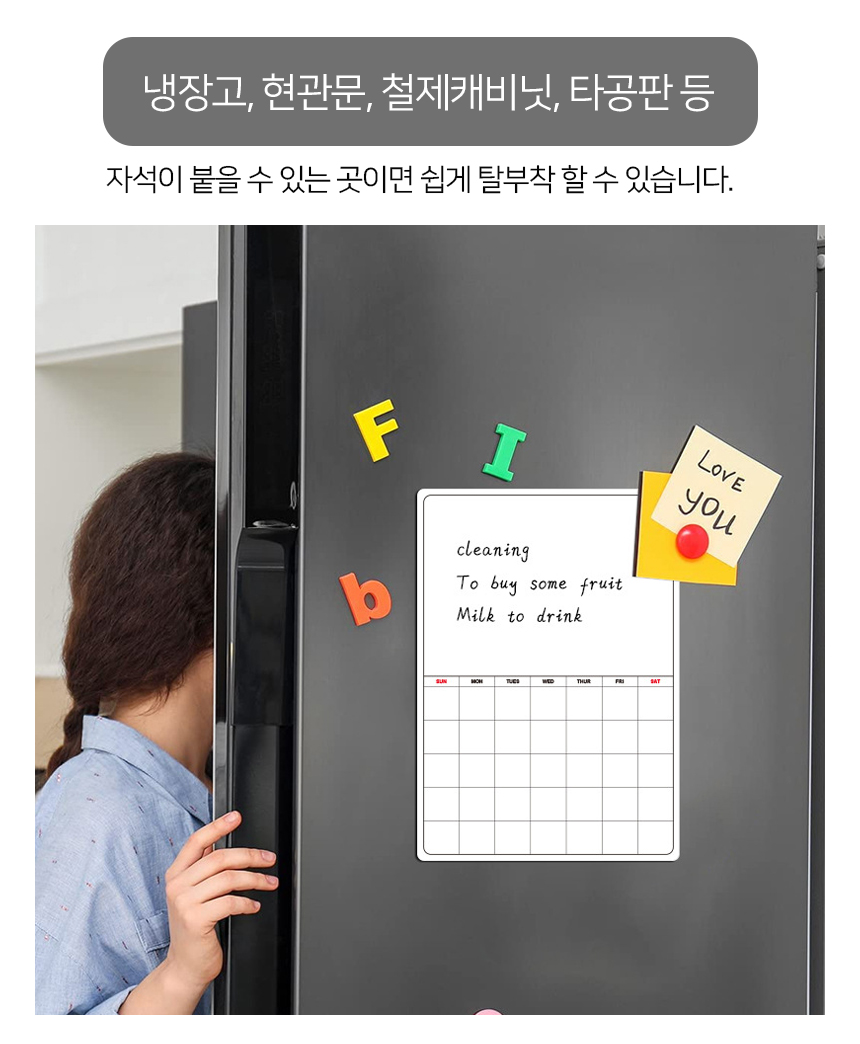 냉장고, 현관문, 철제캐비닛, 타공판 등
자석이 붙을 수 있는 곳이면 쉽게 탈부착 할 수 있습니다.
F
I
LOVE
you
b
cleaning
To buy some fruit
Milk to drink
SUN MON TUES WED THUR FRI SAT